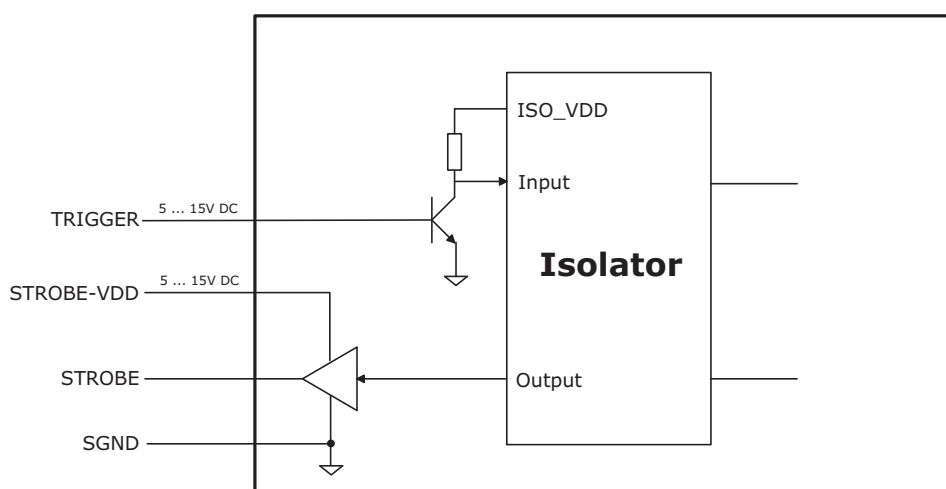 ISO_VDD
Input
TRIGGER 5 ... 15V DC
Isolator
STROBE-VDD 5 ... 15V DC
STROBE
Output
SGND